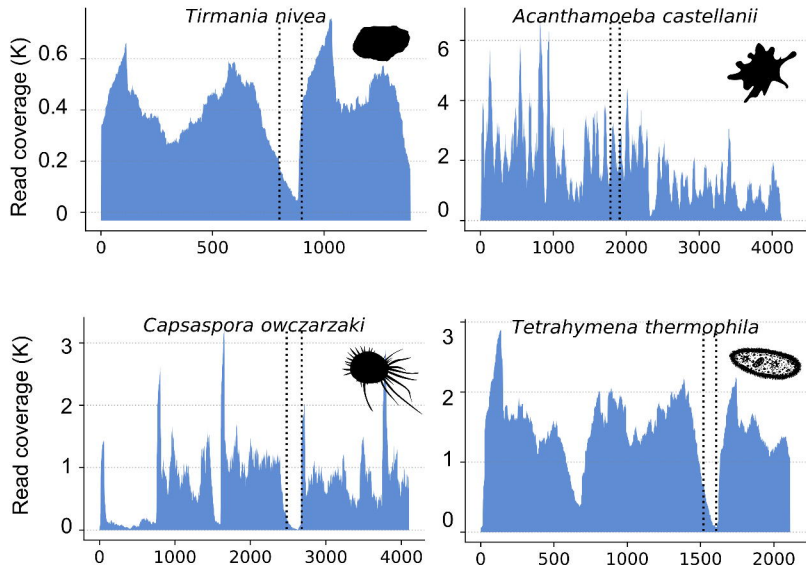 Tirmania nivea
Read coverage (K)
0.6
0.4
0.2
0
0 500 1000
Acanthamoeba castellanii
6
4
2
0
0 1000 2000 3000 4000
Capsaspora owczarzaki
Read coverage (K)
3
2
1
0
0 1000 2000 3000 4000
Tetrahymena thermophila
3
2
1
0
0 500 1000 1500 2000